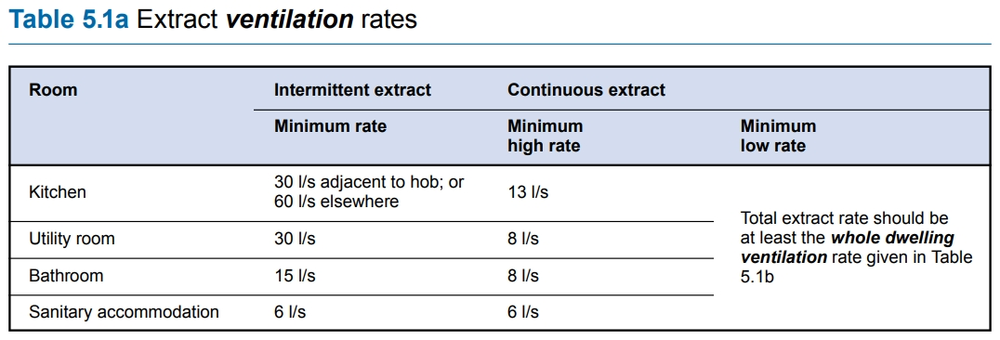 Table 5.1a Extract ventilation rates
Room
Intermittent extract
Continuous extract
Minimum rate
Minimum
high rate
Minimum
low rate
Kitchen
30 l/s adjacent to hob; or
60 l/s elsewhere
13 l/s
Utility room
30 l/s
8 l/s
Bathroom
15 l/s
8 l/s
Sanitary accommodation
6 l/s
6 l/s
Total extract rate should be
at least the whole dwelling
ventilation rate given in Table
5.1b